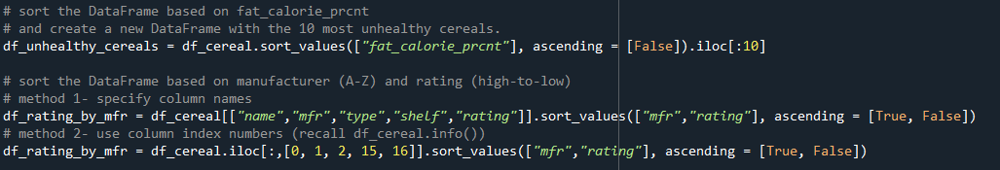 # sort the DataFrame based on fat_calorie_prcnt
# and create a new DataFrame with the 10 most unhealthy cereals.
df_unhealthy_cereals = df_cereal.sort_values(["fat_calorie_prcnt"], ascending = [False]).iloc[:10]
# sort the DataFrame based on manufacturer (A-Z) and rating (high-to-low)
# method 1- specify column names
df_rating_by_mfr = df_cereal[["name","mfr","type","shelf","rating"]].sort_values(["mfr","rating"], ascending = [True, False])
# method 2- use column index numbers (recall df_cereal.info())
df_rating_by_mfr = df_cereal.iloc[:,[0, 1, 2, 15, 16]].sort_values(["mfr","rating"], ascending = [True, False])